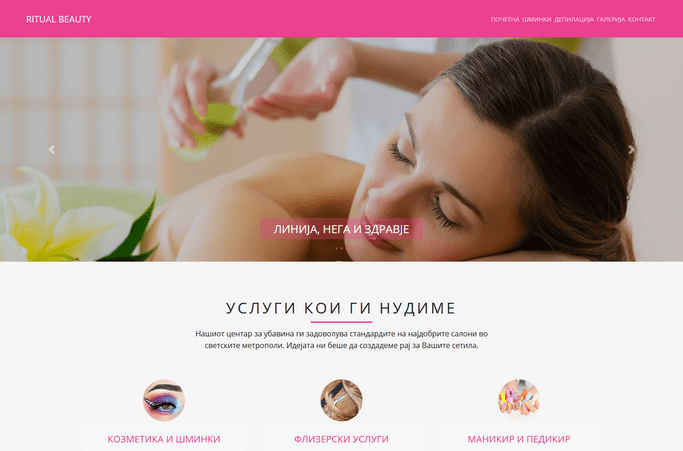 RITUAL BEAUTY
ПОЧЕТНА ШМИНКИ ДЕПИЛАЦИЈА ГАЛЕРИЈА КОНТАКТ
ЛИНИЈА, НЕГА И ЗДРАВЈЕ
УСЛУГИ КОИ ГИ НУДИМЕ
Нашиот центар за убавина ги задоволува стандардите на најдобрите салони во
светските метрополи. Идејата ни беше да создадеме рај за Вашите сетила.
КОЗМЕТИКА И ШМИНКИ
ФЛИЗЕРСКИ УСЛУГИ
МАНИКИР И ПЕДИКИР